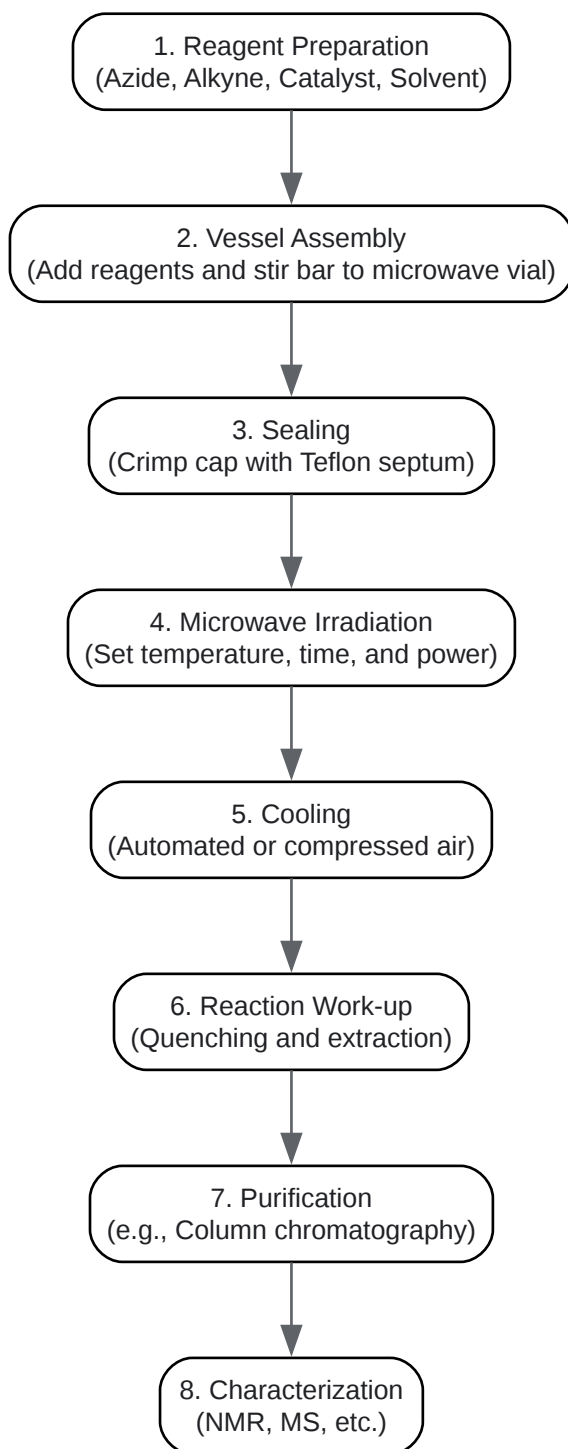 1. Reagent Preparation
(Azide, Alkyne, Catalyst, Solvent)
2. Vessel Assembly
(Add reagents and stir bar to microwave vial)
3. Sealing
(Crimp cap with Teflon septum)
4. Microwave Irradiation
(Set temperature, time, and power)
5. Cooling
(Automated or compressed air)
6. Reaction Work-up
(Quenching and extraction)
7. Purification
(e.g., Column chromatography)
8. Characterization
(NMR, MS, etc.)